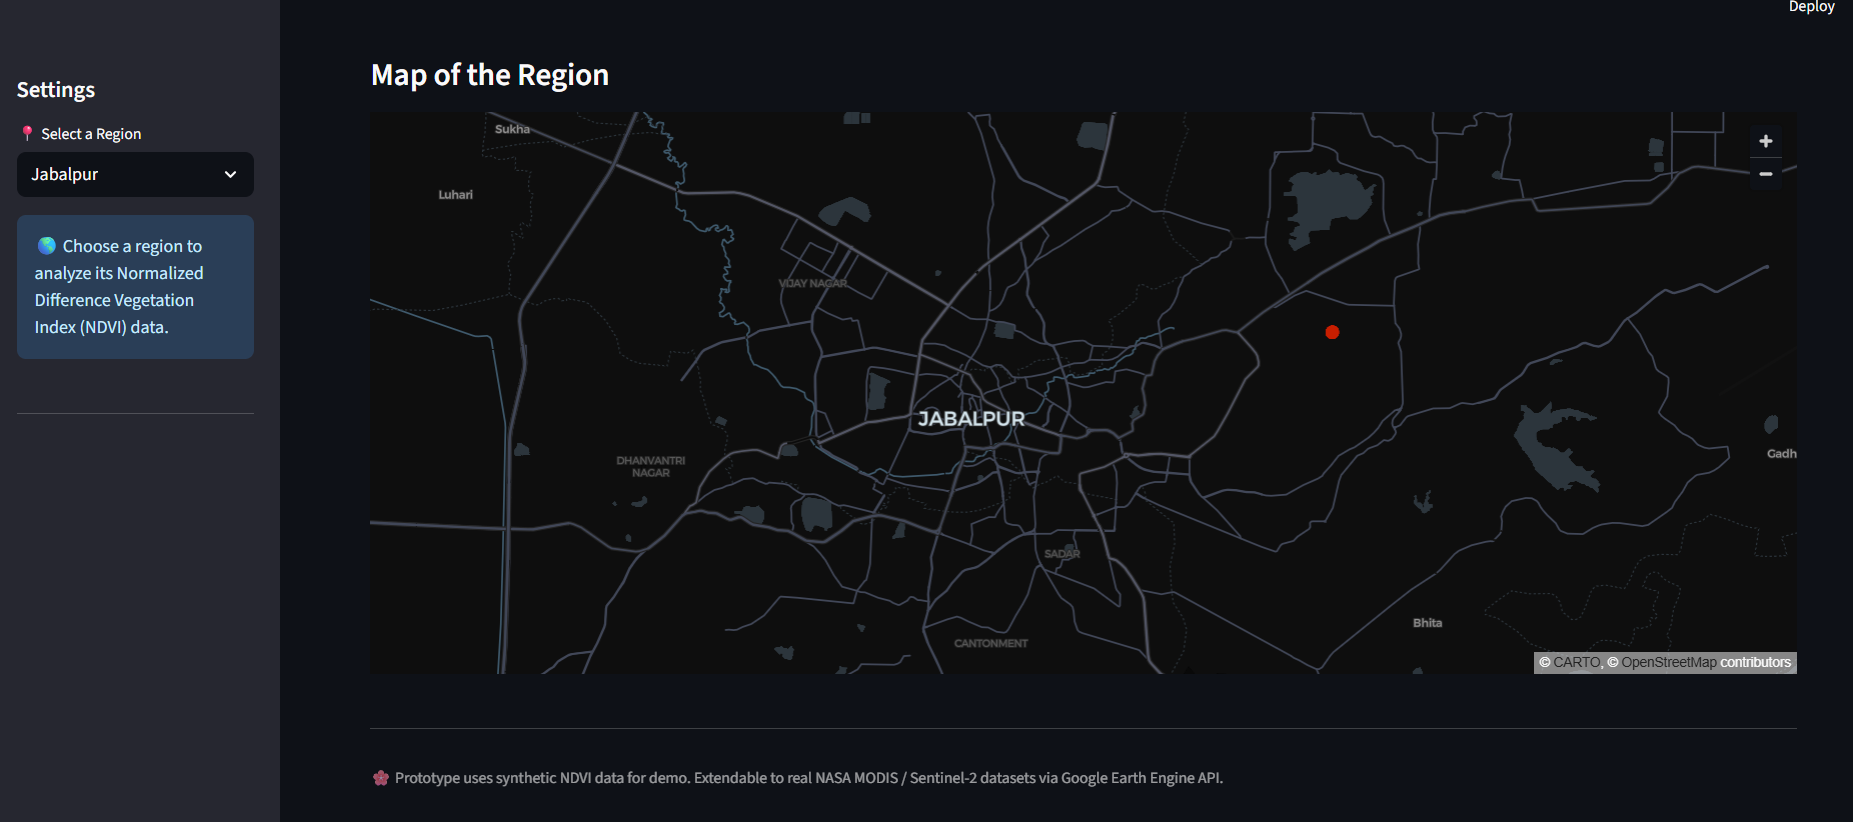 Deploy
Settings
Select a Region
Jabalpur
Choose a region to
analyze its Normalized
Difference Vegetation
Index (NDVI) data.
Map of the Region
Sukha
Luhari
VIJAY NAGAR
JABALPUR
DHANVANTRI
NAGAR
Gadh
SADAR
Bhita
CANTONMENT
+
−
© CARTO, © OpenStreetMap contributors
Prototype uses synthetic NDVI data for demo. Extendable to real NASA MODIS / Sentinel-2 datasets via Google Earth Engine API.